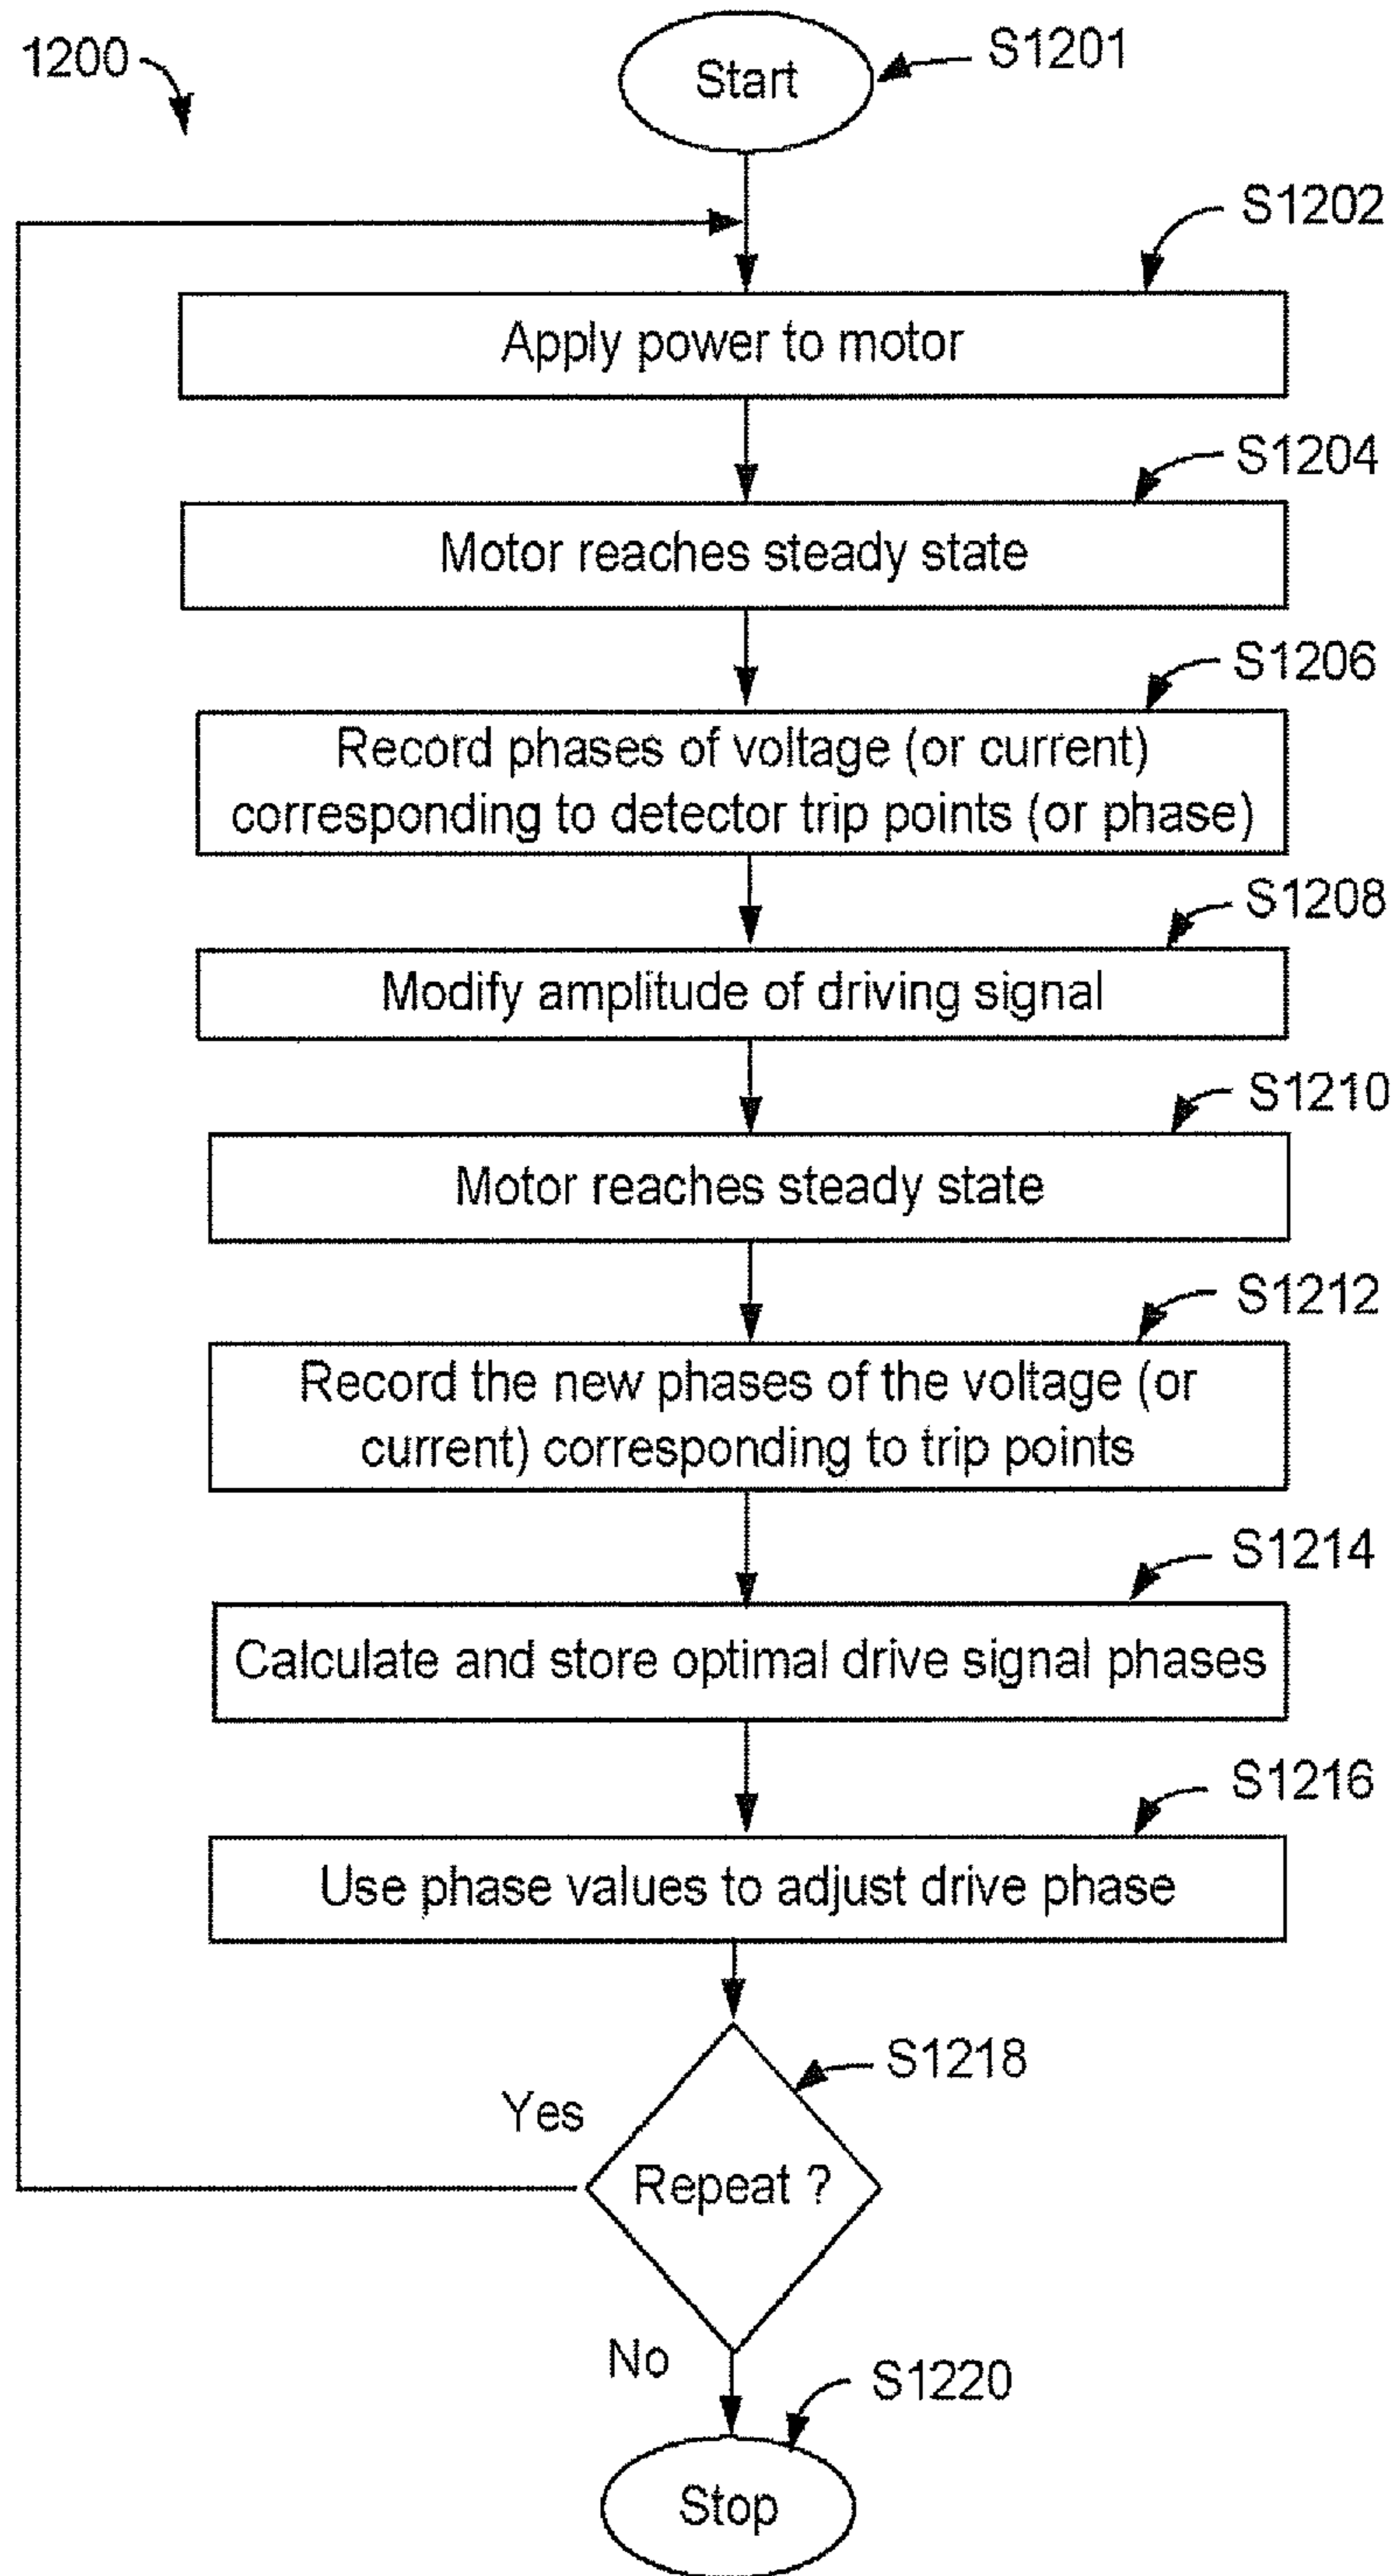 1200
Start
S1201
S1202
Apply power to motor
S1204
Motor reaches steady state
S1206
Record phases of voltage (or current)
corresponding to detector trip points (or phase)
S1208
Modify amplitude of driving signal
S1210
Motor reaches steady state
S1212
Record the new phases of the voltage (or
current) corresponding to trip points
S1214
Calculate and store optimal drive signal phases
S1216
Use phase values to adjust drive phase
S1218
Yes
Repeat ?
No
S1220
Stop